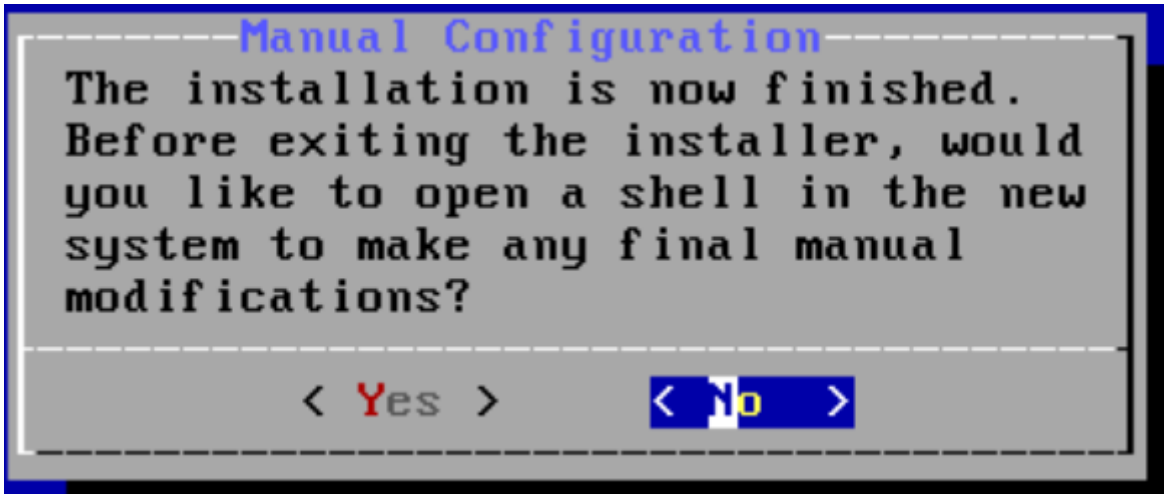 Manual Configuration
The installation is now finished.
Before exiting the installer, would
you like to open a shell in the new
system to make any final manual
modifications?
< Yes > < No >